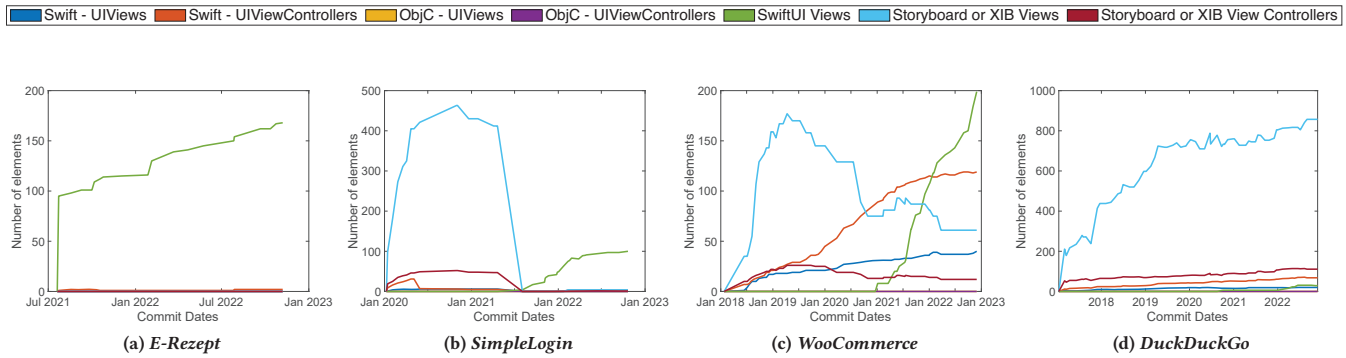 Swift - UIViews Swift - UIViewControllers ObjC - UIViews ObjC - UIViewControllers SwiftUI Views Storyboard or XIB Views Storyboard or XIB View Controllers
200
150
100
50
0
Number of elements
Jul 2021 Jan 2022 Jul 2022 Jan 2023
Commit Dates
(a) E-Rezept
500
400
300
200
100
0
Number of elements
Jan 2020 Jan 2021 Jan 2022 Jan 2023
Commit Dates
(b) SimpleLogin
200
150
100
50
0
Number of elements
Jan 2018 Jan 2019 Jan 2020 Jan 2021 Jan 2022 Jan 2023
Commit Dates
(c) WooCommerce
1000
800
600
400
200
0
Number of elements
2018 2019 2020 2021 2022
Commit Dates
(d) DuckDuckGo